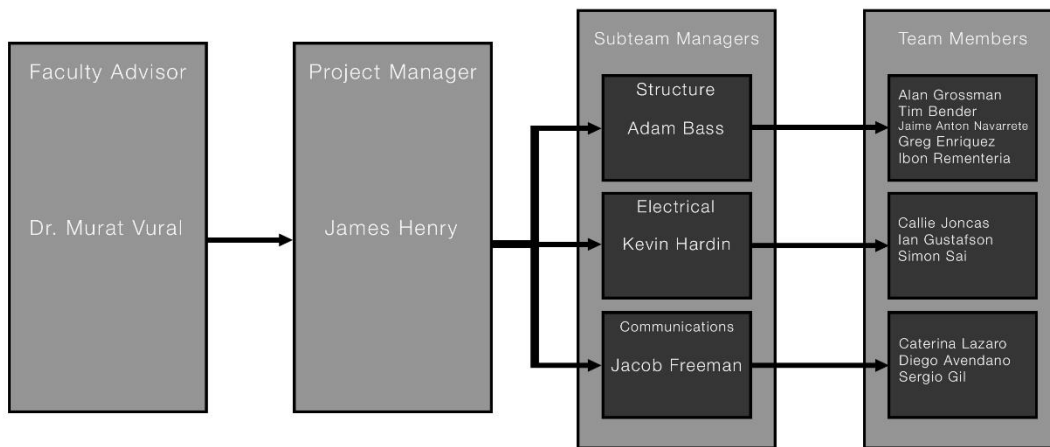 Faculty Advisor
Dr. Murat Vural
Project Manager
James Henry
Subteam Managers
Structure
Adam Bass
Electrical
Kevin Hardin
Communications
Jacob Freeman
Team Members
Alan Grossman
Tim Bender
Jaime Anton Navarrete
Greg Enriquez
Ibon Rementeria
Callie Joncas
Ian Gustafson
Simon Sai
Caterina Lazaro
Diego Avendano
Sergio Gil